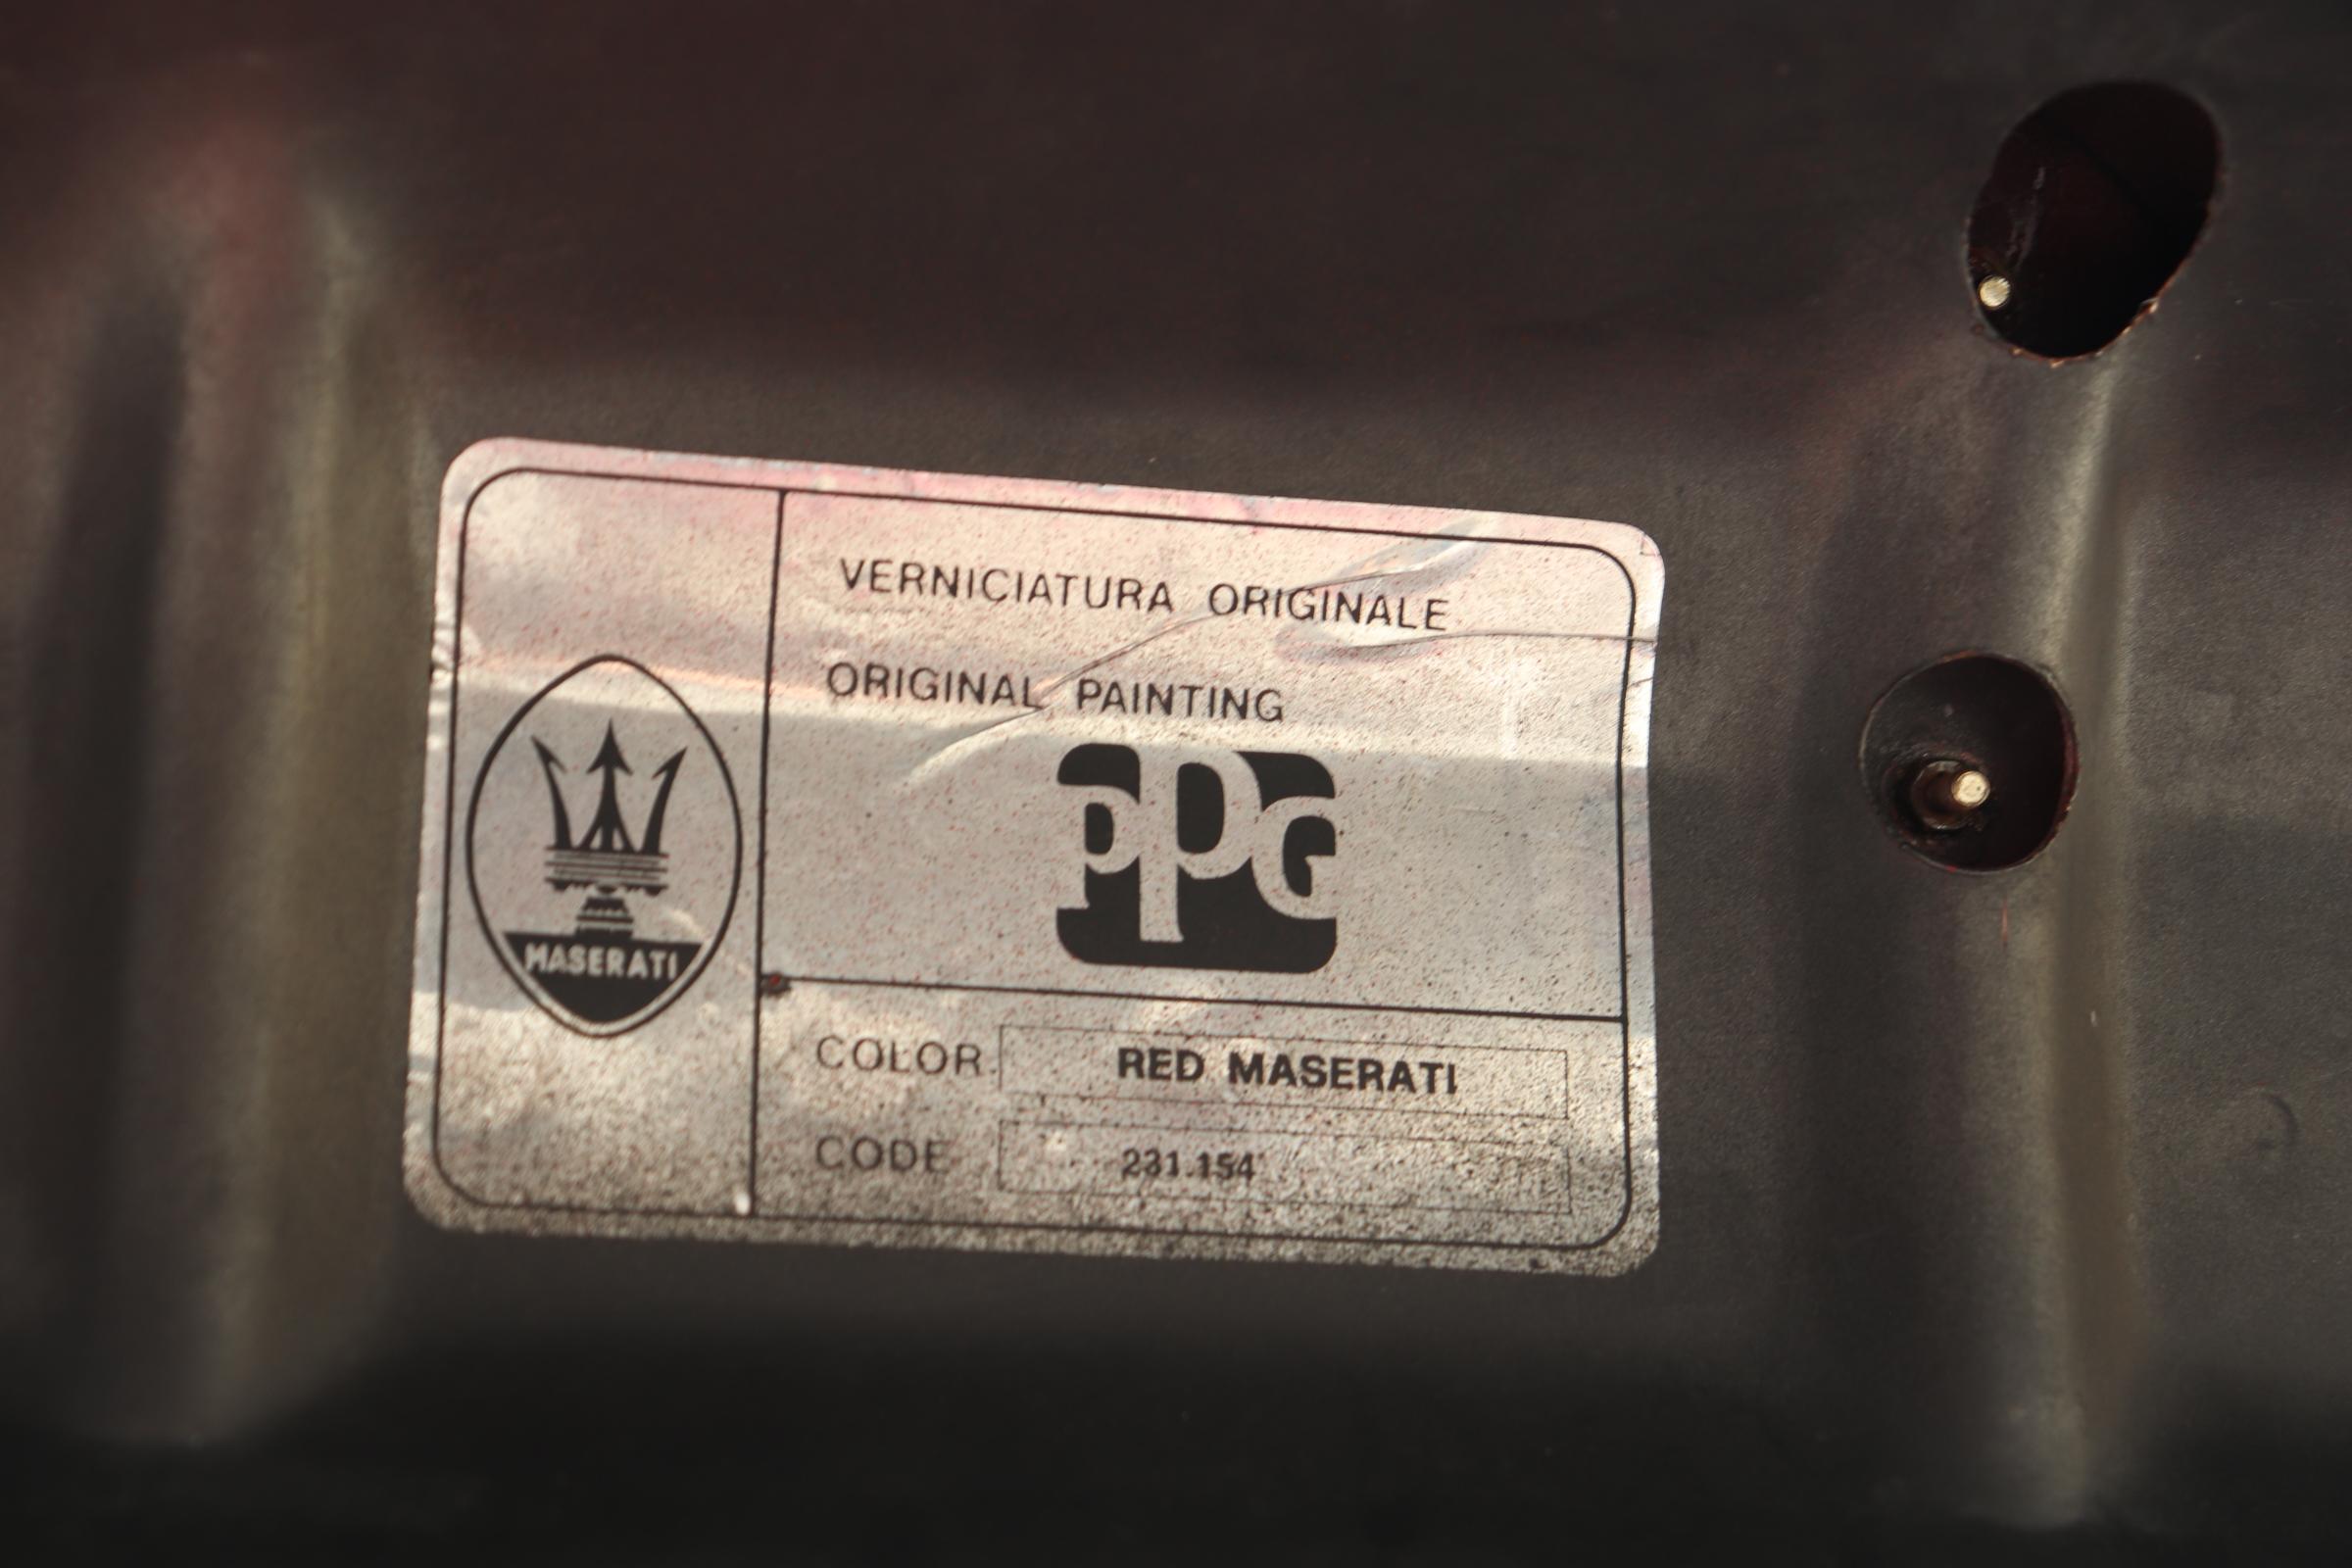 VERNICIATURA ORIGINALE
ORIGINAL PAINTING
PPG
MASERATI
COLOR RED MASERATI
CODE 231.154